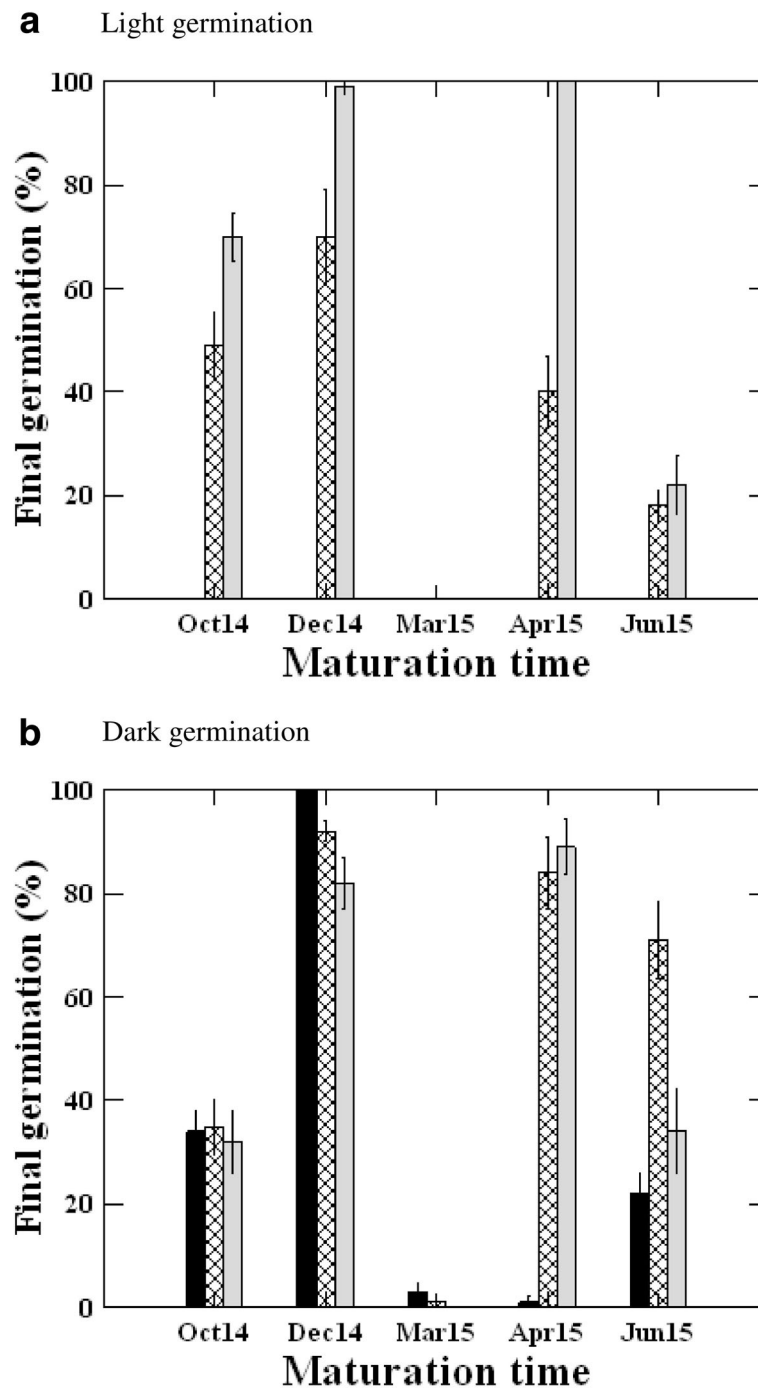 a Light germination
100
80
60
40
20
0
Final germination (%)
Oct14 Dec14 Mar15 Apr15 Jun15
Maturation time
b Dark germination
100
80
60
40
20
0
Final germination (%)
Oct14 Dec14 Mar15 Apr15 Jun15
Maturation time